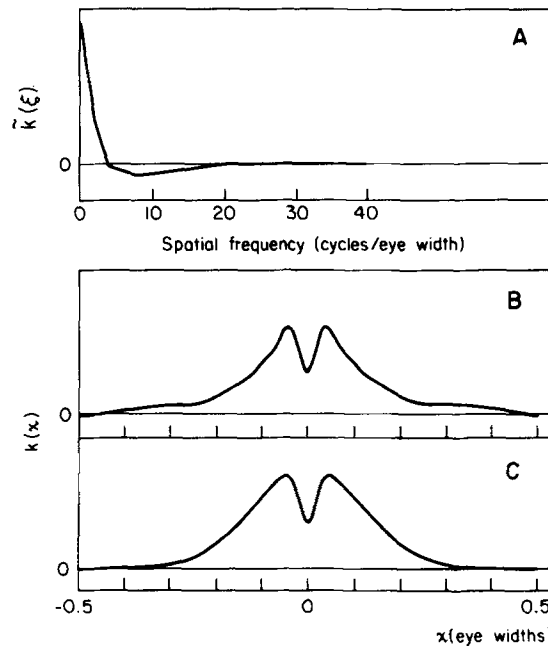 A
k̃(ξ)
0
0 10 20 30 40
Spatial frequency (cycles/eye width)
B
0
k(x)
C
0
-0.5 0 0.5
x(eye widths)